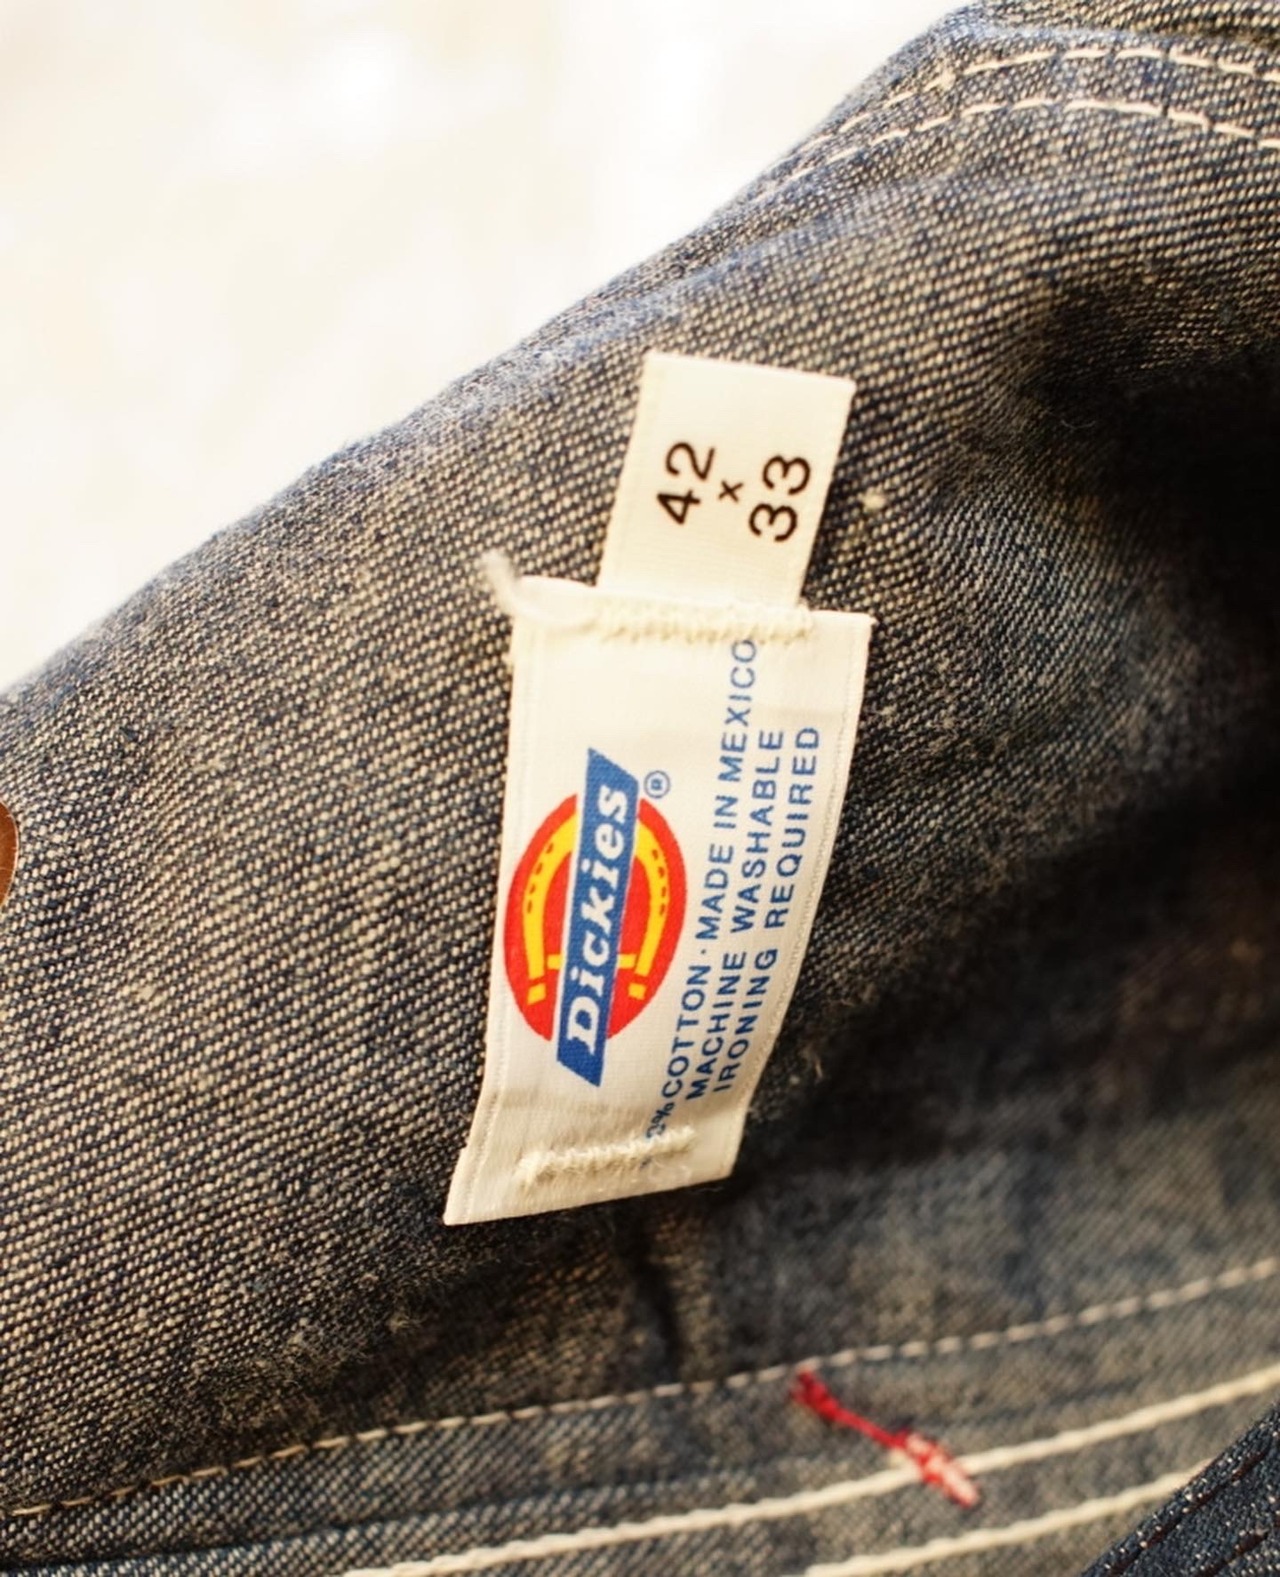 42
x
33
Dickies®
% COTTON · MADE IN MEXICO
MACHINE WASHABLE
IRONING REQUIRED